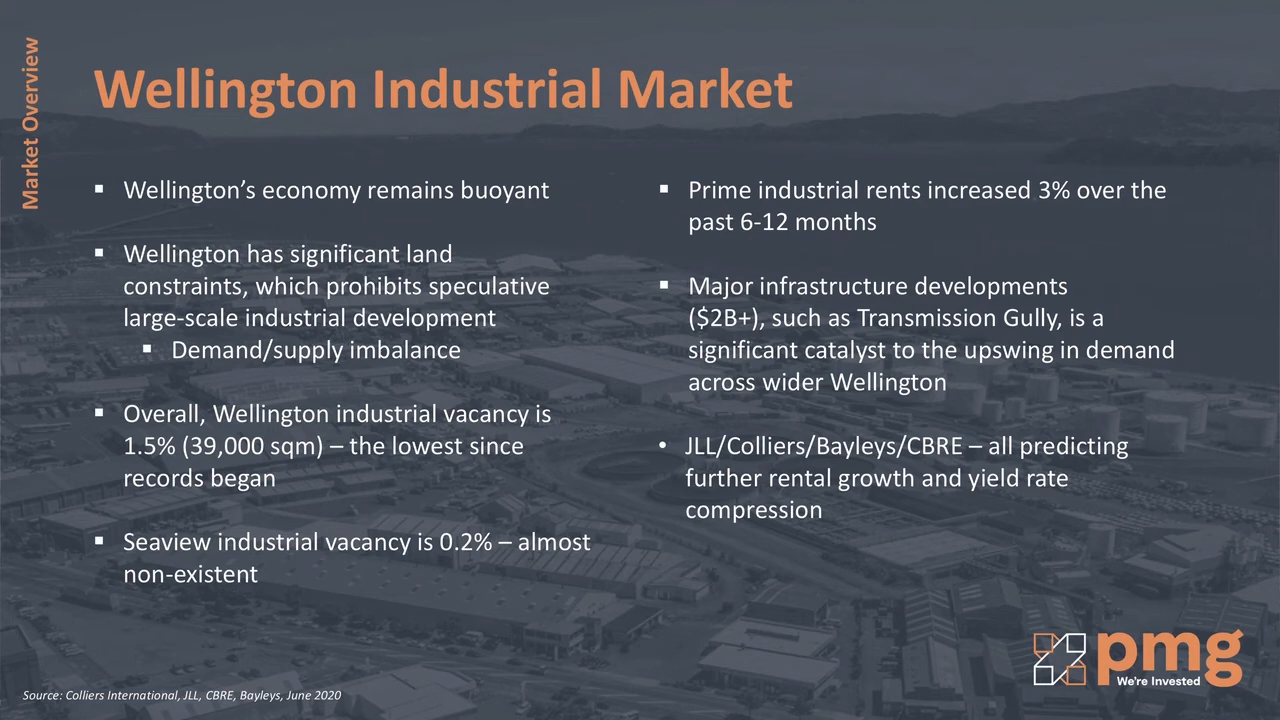 Market Overview
Wellington Industrial Market
▪ Wellington’s economy remains buoyant
▪ Wellington has significant land
constraints, which prohibits speculative
large-scale industrial development
▪ Demand/supply imbalance
▪ Overall, Wellington industrial vacancy is
1.5% (39,000 sqm) – the lowest since
records began
▪ Seaview industrial vacancy is 0.2% – almost
non-existent
▪ Prime industrial rents increased 3% over the
past 6-12 months
▪ Major infrastructure developments
($2B+), such as Transmission Gully, is a
significant catalyst to the upswing in demand
across wider Wellington
• JLL/Colliers/Bayleys/CBRE – all predicting
further rental growth and yield rate
compression
Source: Colliers International, JLL, CBRE, Bayleys, June 2020
pmg
We're Invested